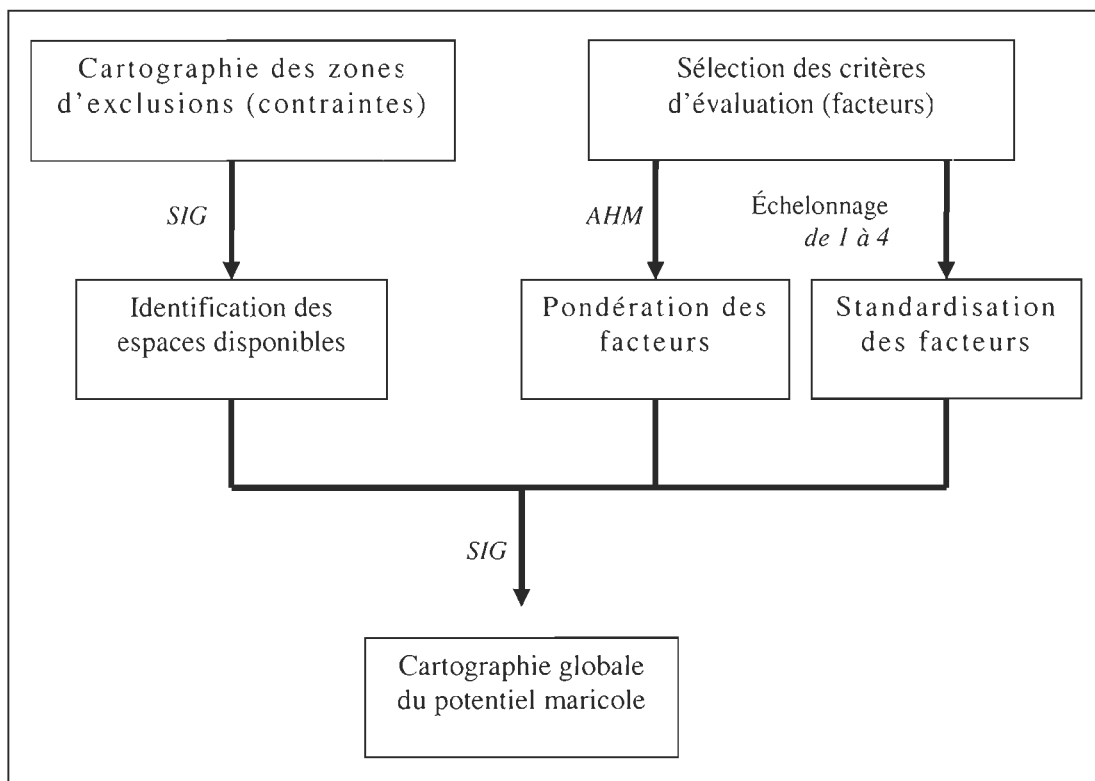 Cartographie des zones
d'exclusions (contraintes)
Sélection des critères
d'évaluation (facteurs)
SIG
AHM
Échelonnage
de 1 à 4
Identification des
espaces disponibles
Pondération des
facteurs
Standardisation
des facteurs
SIG
Cartographie globale
du potentiel maricole